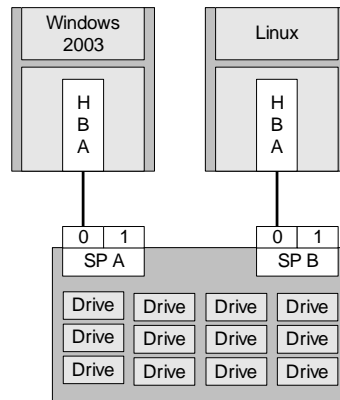 Windows
2003
Linux
H
B
A
H
B
A
0 1
SP A
0 1
SP B
Drive Drive Drive Drive
Drive Drive Drive Drive
Drive Drive Drive Drive